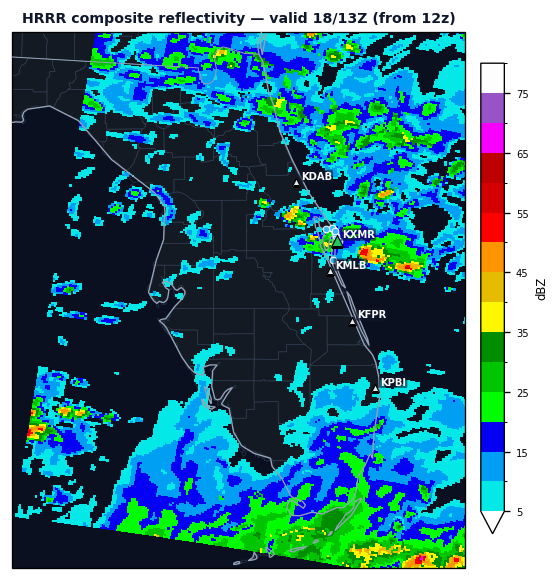 HRRR composite reflectivity — valid 18/13Z (from 12z)
75
65
55
45
35
25
15
5
dBZ
KDAB
KXMR
KMLB
KFPR
KPBI